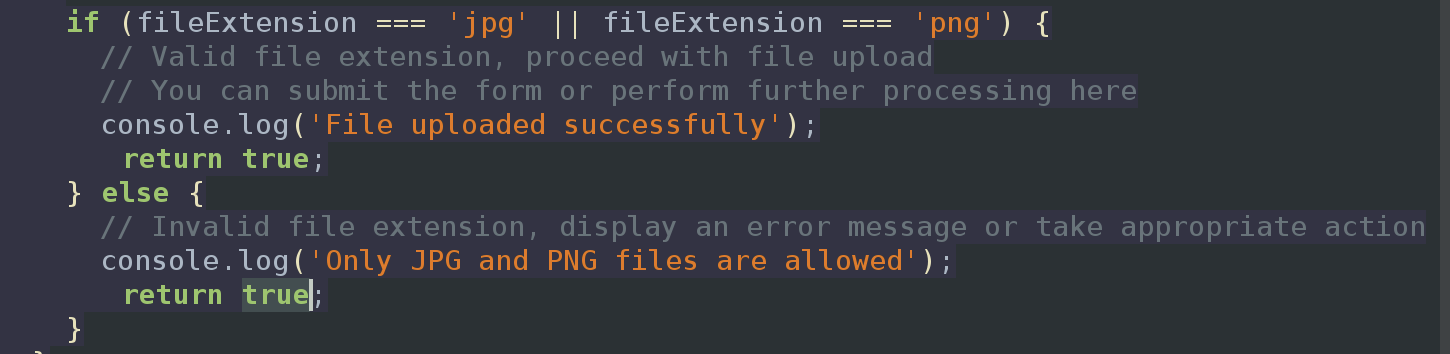 if (fileExtension === 'jpg' || fileExtension === 'png') {
// Valid file extension, proceed with file upload
// You can submit the form or perform further processing here
console.log('File uploaded successfully');
return true;
} else {
// Invalid file extension, display an error message or take appropriate action
console.log('Only JPG and PNG files are allowed');
return true;
}